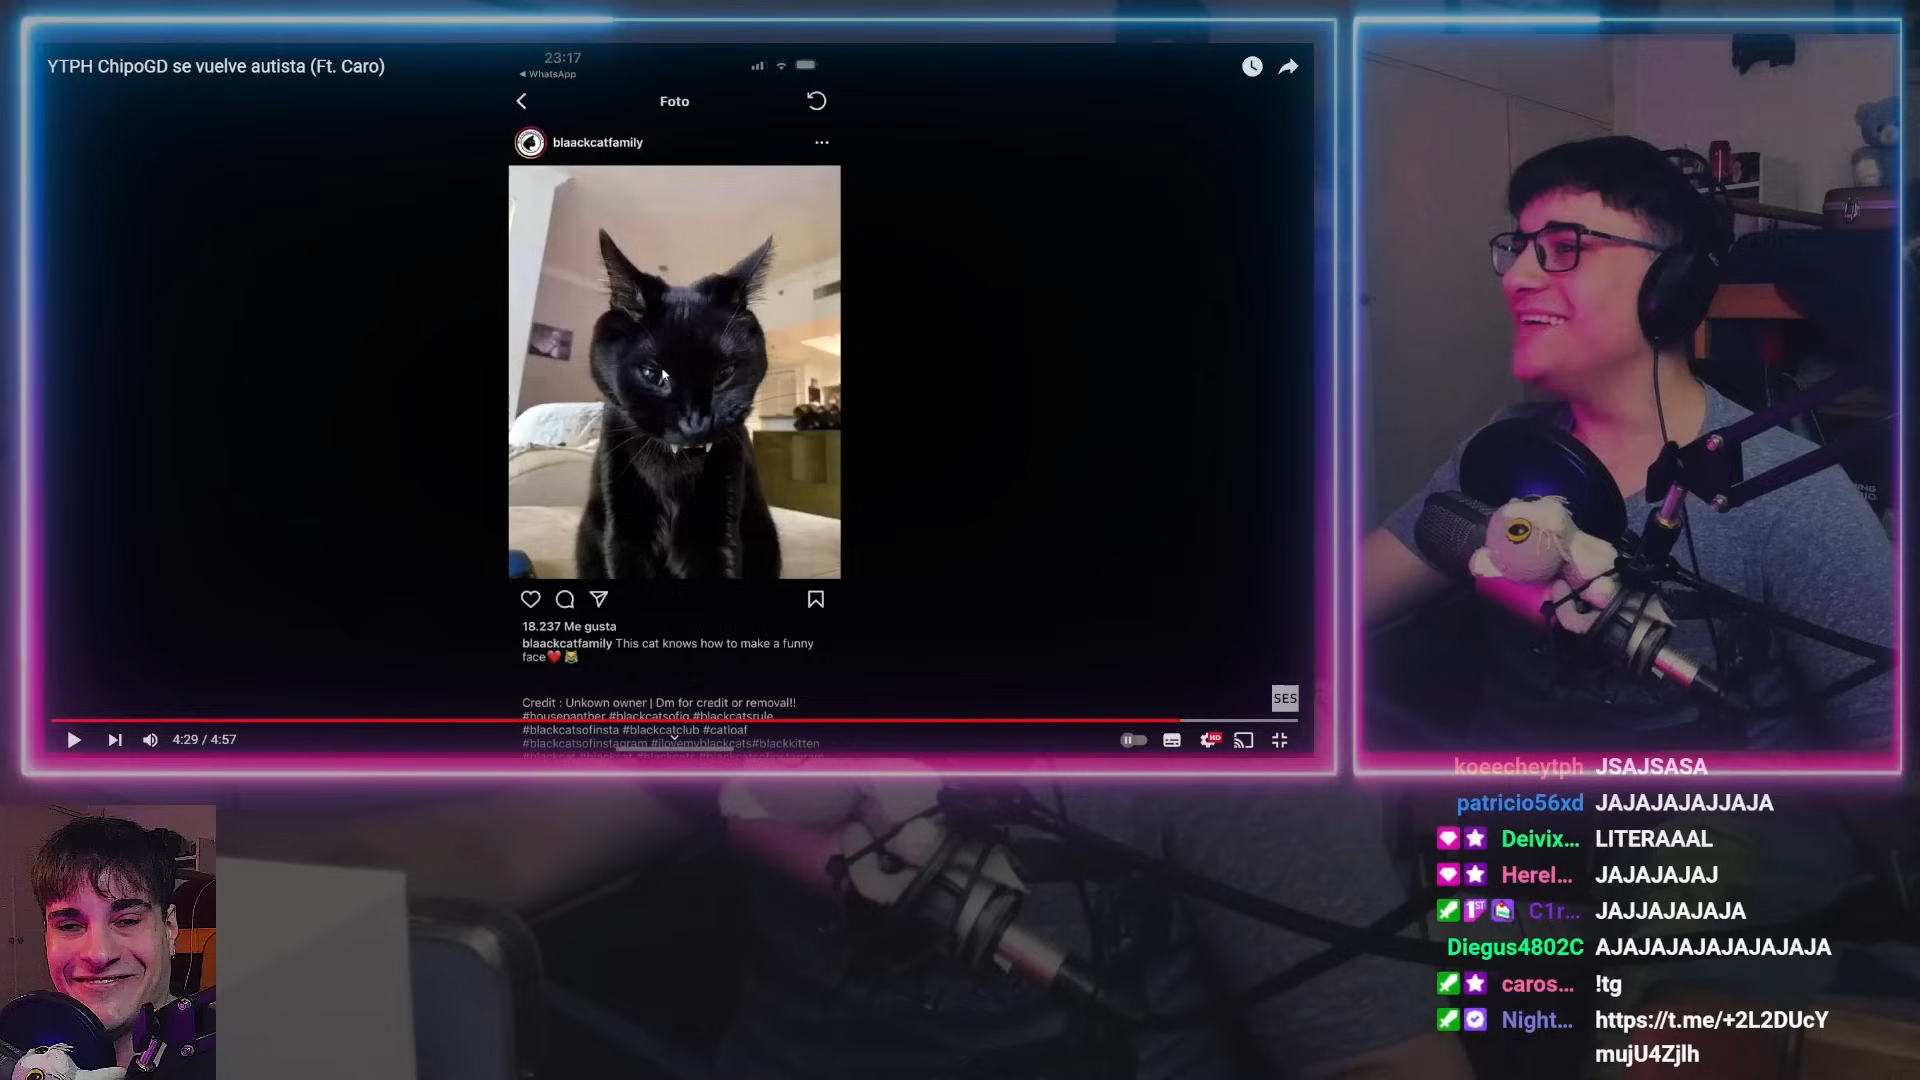 YTPH ChipoGD se vuelve autista (Ft. Caro)
23:17
WhatsApp
Foto
blaackcatfamily
18.237 Me gusta
blaackcatfamily This cat knows how to make a funny
face❤️😹
Credit : Unkown owner | Dm for credit or removal!!
#housepanther #blackcatsofig #blackcatsrule
#blackcatsofinsta #blackcatclub #catloaf
#blackcatsofinstagram #ilovemyblackcats#blackkitten
SES
4:29 / 4:57
HD
koeecheytph JSAJSASA
patricio56xd JAJAJAJAJJAJA
Deivix... LITERAAAL
Herel... JAJAJAJAJ
1ST C1r... JAJJAJAJAJA
Diegus4802C AJAJAJAJAJAJAJAJA
caros... !tg
Night... https://t.me/+2L2DUcY
mujU4Zjlh